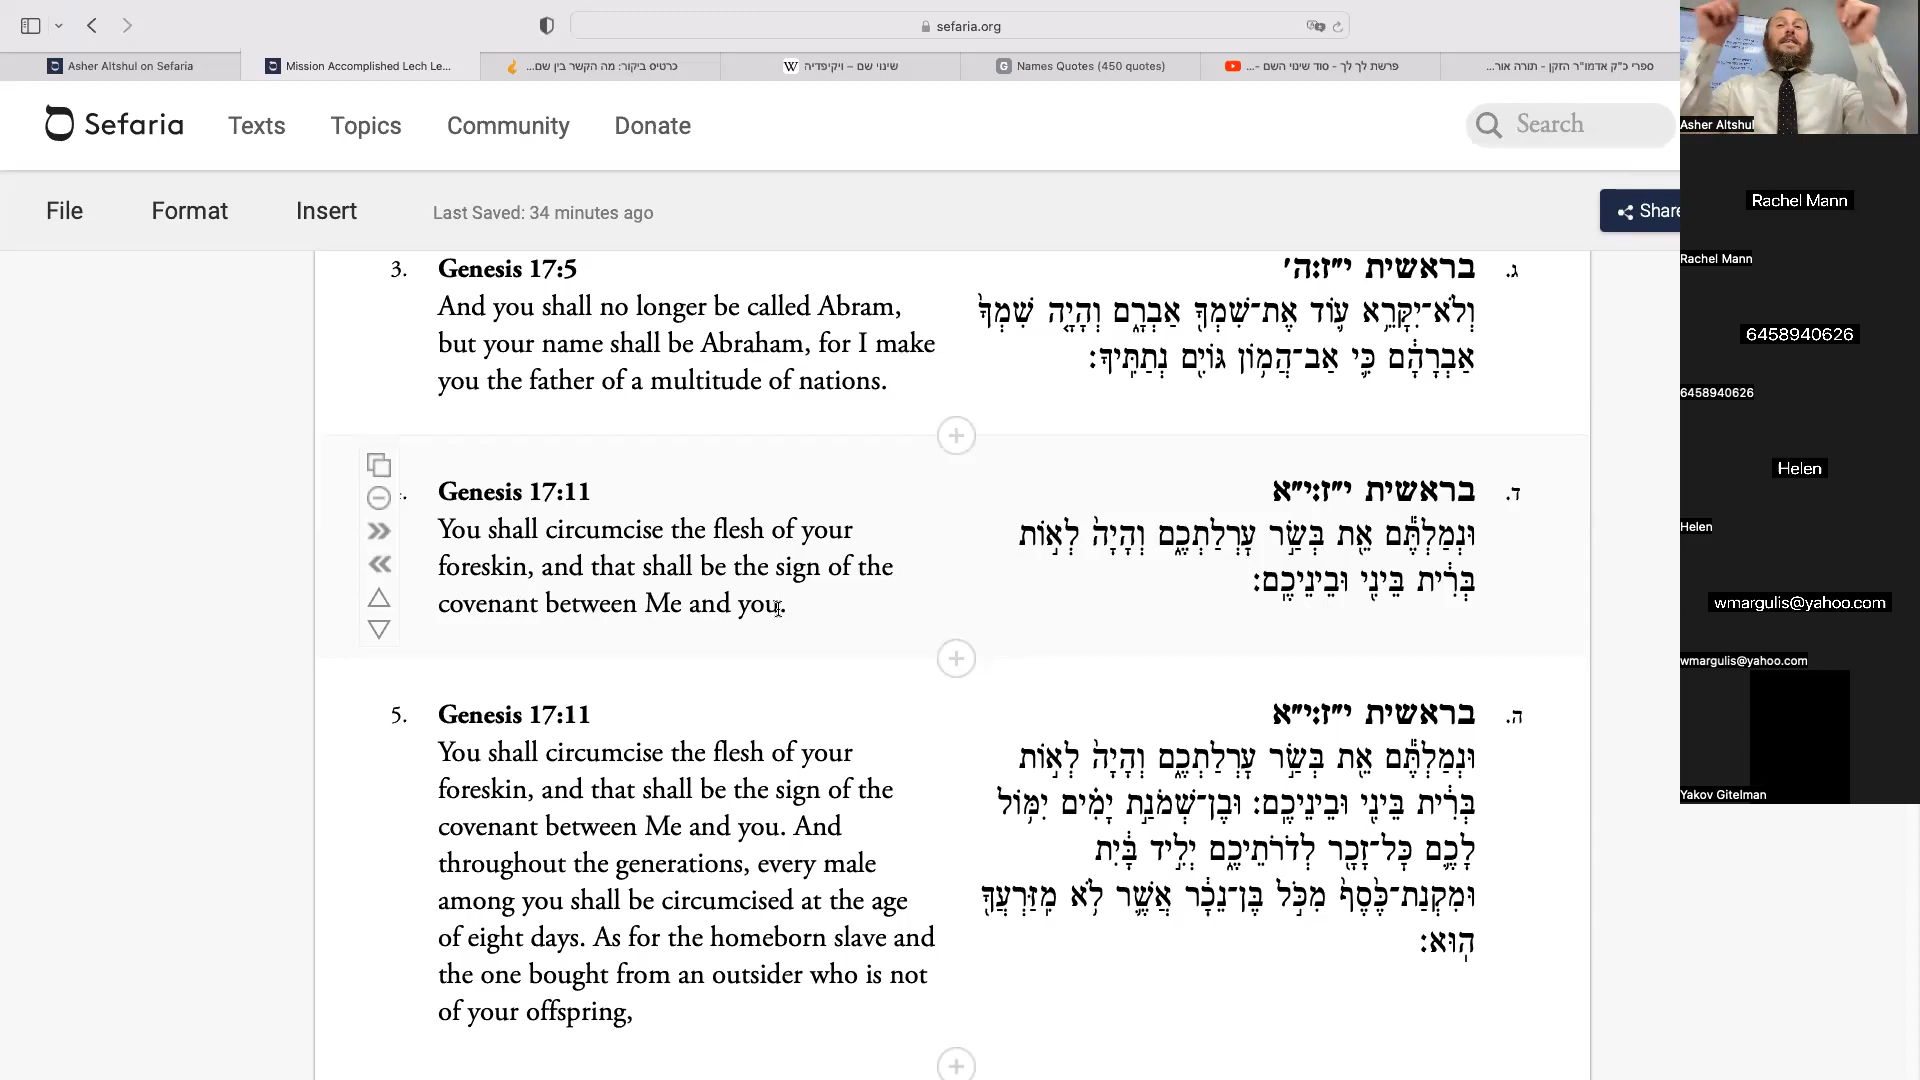 sefaria.org
Asher Altshul on Sefaria
Mission Accomplished Lech Le...
כרטיס ביקור: מה הקשר בין שם...
שינוי שם – ויקיפדיה
Names Quotes (450 quotes)
פרשת לך לך - סוד שינוי השם -...
ספרי כ"ק אדמו"ר הזקן - תורה אור...
Sefaria
Texts
Topics
Community
Donate
Search
File
Format
Insert
Last Saved: 34 minutes ago
Share
3.
Genesis 17:5
And you shall no longer be called Abram,
but your name shall be Abraham, for I make
you the father of a multitude of nations.
ג.
בראשית י״ז:ה׳
וְלֹא־יִקָּרֵ֥א ע֛וֹד אֶת־שִׁמְךָ֖ אַבְרָ֑ם וְהָיָ֤ה שִׁמְךָ֙
אַבְרָהָ֔ם כִּ֛י אַב־הֲמ֥וֹן גּוֹיִ֖ם נְתַתִּֽיךָ׃
Genesis 17:11
You shall circumcise the flesh of your
foreskin, and that shall be the sign of the
covenant between Me and you.
ד.
בראשית י״ז:י״א
וּנְמַלְתֶּ֕ם אֵ֖ת בְּשַׂ֣ר עׇרְלַתְכֶ֑ם וְהָיָה֙ לְא֣וֹת
בְּרִ֔ית בֵּינִ֖י וּבֵינֵיכֶֽם׃
5.
Genesis 17:11
You shall circumcise the flesh of your
foreskin, and that shall be the sign of the
covenant between Me and you. And
throughout the generations, every male
among you shall be circumcised at the age
of eight days. As for the homeborn slave and
the one bought from an outsider who is not
of your offspring,
ה.
בראשית י״ז:י״א
וּנְמַלְתֶּ֕ם אֵ֖ת בְּשַׂ֣ר עׇרְלַתְכֶ֑ם וְהָיָה֙ לְא֣וֹת
בְּרִ֔ית בֵּינִ֖י וּבֵינֵיכֶֽם׃ וּבֶן־שְׁמֹנַ֣ת יָמִ֗ים יִמּ֥וֹל
לָכֶ֛ם כׇּל־זָכָ֖ר לְדֹרֹתֵיכֶ֑ם יְלִ֣יד בָּ֔יִת
וּמִקְנַת־כֶּ֙סֶף֙ מִכֹּ֣ל בֶּן־נֵכָ֔ר אֲשֶׁ֛ר לֹ֥א מִֽזַּרְעֲךָ֖
הֽוּא׃
Asher Altshul
Rachel Mann
Rachel Mann
6458940626
6458940626
Helen
Helen
wmargulis@yahoo.com
wmargulis@yahoo.com
Yakov Gitelman